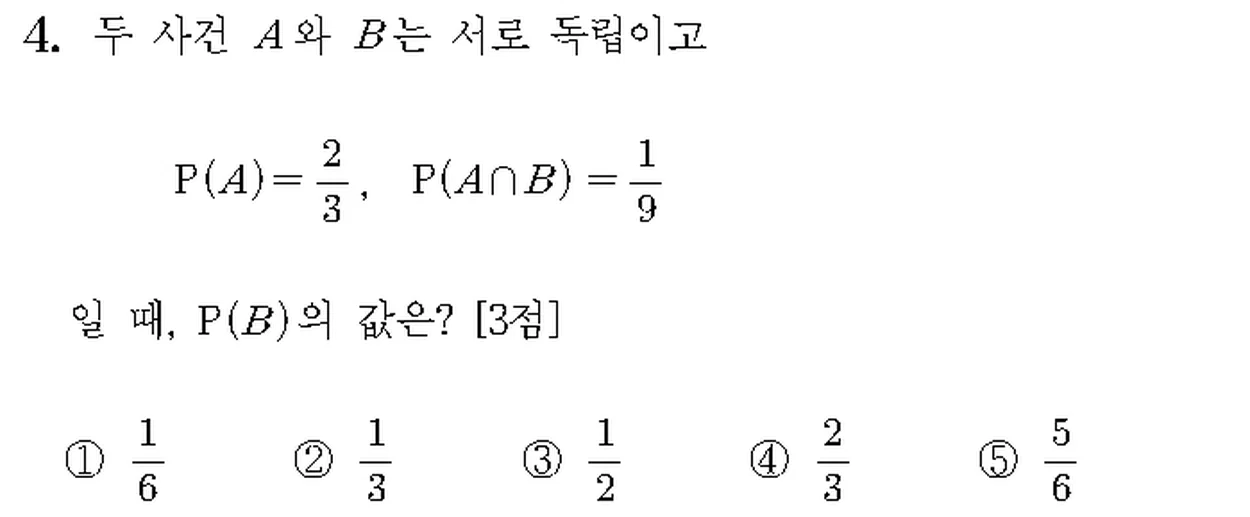 4. 두 사건 A와 B는 서로 독립이고
P(A)=2/3, P(A∩B)=1/9
일 때, P(B)의 값은? [3점]
① 1/6 ② 1/3 ③ 1/2 ④ 2/3 ⑤ 5/6